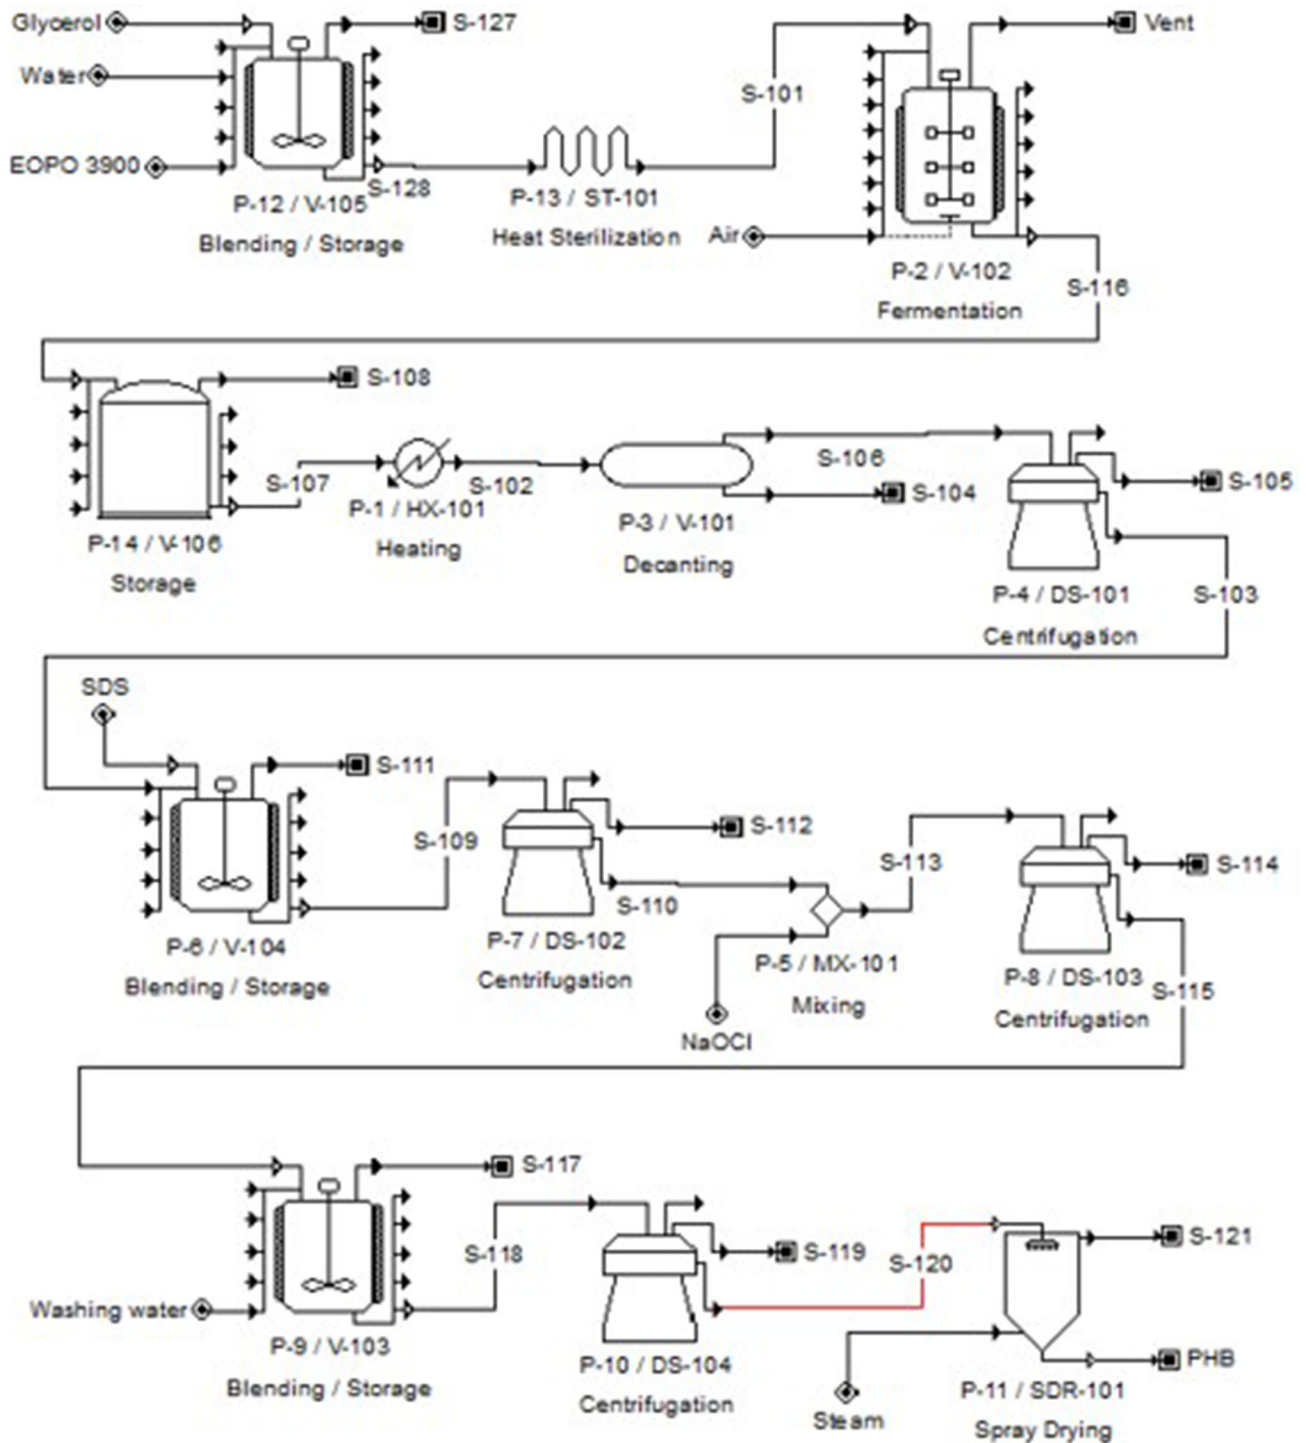 Glycerol
S-127
Vent
Water
S-101
EOPO 3900
S-128
P-12 / V-105
Blending / Storage
P-13 / ST-101
Heat Sterilization
Air
P-2 / V-102
Fermentation
S-116
S-108
S-107
P-1 / HX-101
Heating
S-102
S-106
S-104
P-3 / V-101
Decanting
S-105
P-14 / V-106
Storage
P-4 / DS-101
Centrifugation
S-103
SDS
S-111
S-109
S-112
S-113
S-114
S-110
P-6 / V-104
Blending / Storage
P-7 / DS-102
Centrifugation
P-5 / MX-101
Mixing
NaOCl
P-8 / DS-103
Centrifugation
S-115
S-117
S-118
S-119
S-120
S-121
Washing water
P-9 / V-103
Blending / Storage
P-10 / DS-104
Centrifugation
Steam
PHB
P-11 / SDR-101
Spray Drying